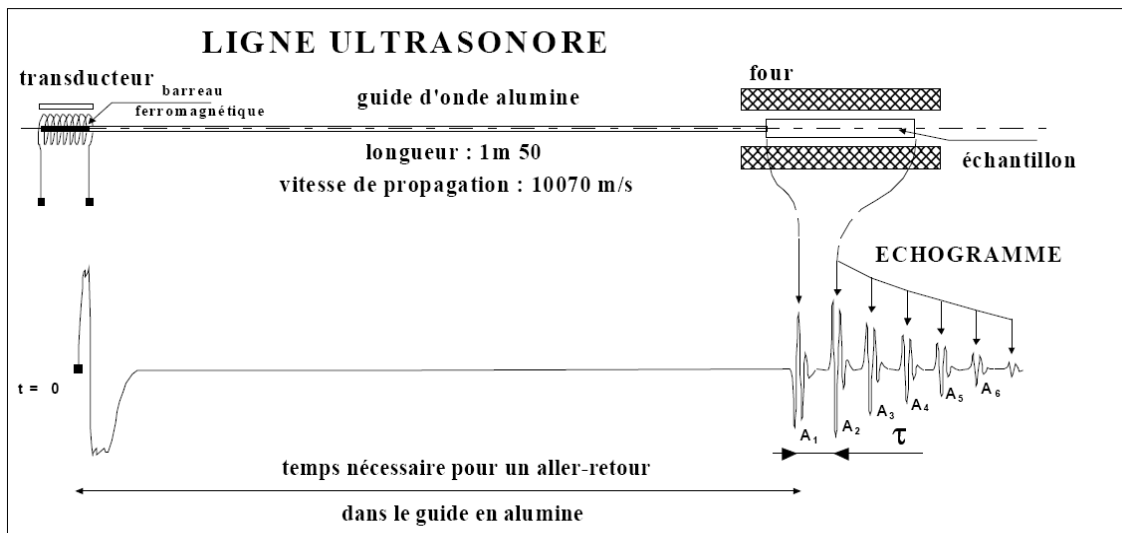 LIGNE ULTRASONORE
transducteur
barreau
ferromagnétique
guide d'onde alumine
four
longueur : 1m 50
échantillon
vitesse de propagation : 10070 m/s
ECHOGRAMME
t = 0
A₁
A₂
A₃
A₄
A₅
A₆
τ
temps nécessaire pour un aller-retour
dans le guide en alumine